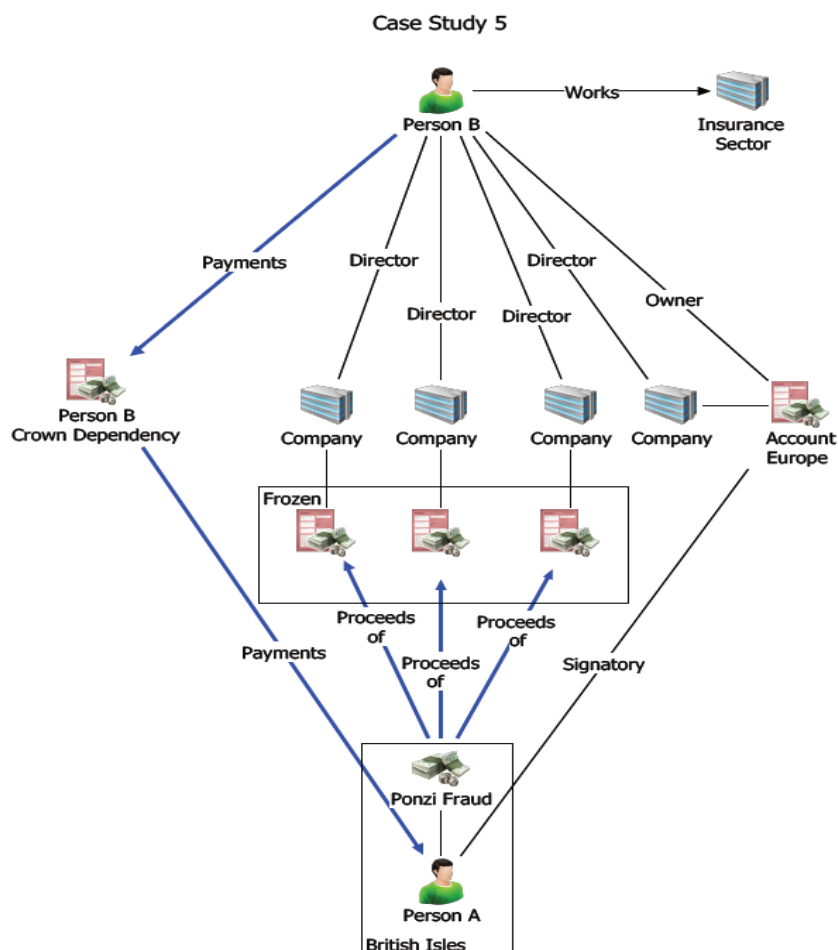 Case Study 5
Works
Person B
Insurance
Sector
Payments
Director
Director
Director
Director
Owner
Person B
Crown Dependency
Company
Company
Company
Company
Account
Europe
Frozen
Proceeds
of
Proceeds
of
Proceeds
of
Payments
Signatory
Ponzi Fraud
Person A
British Isles